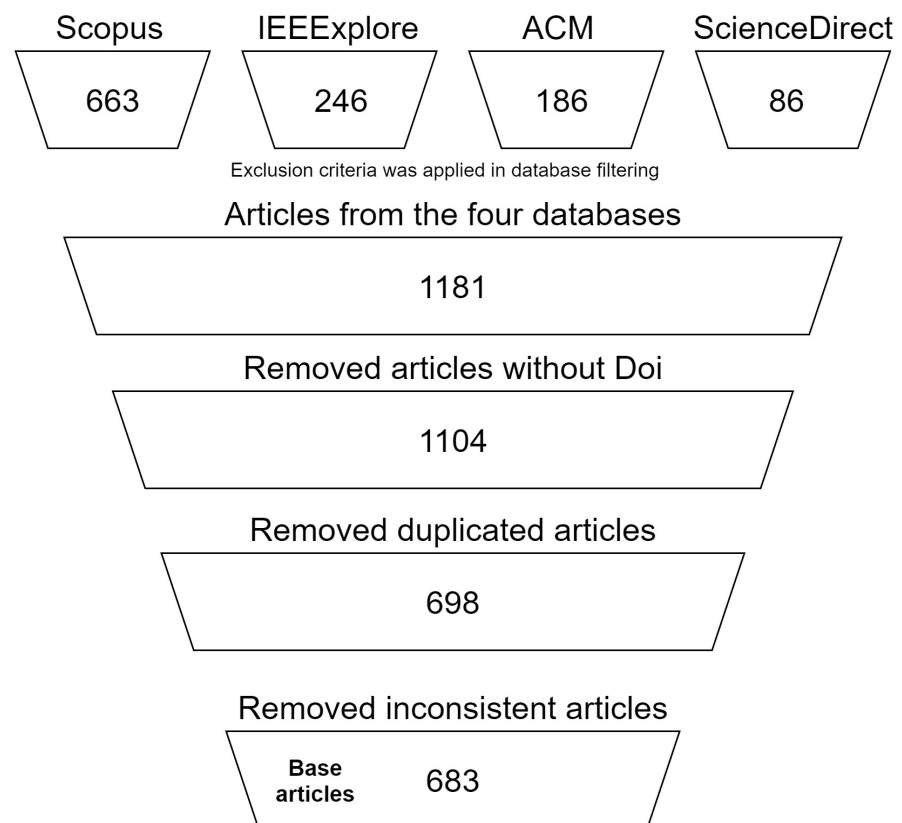 Scopus IEEExplore ACM ScienceDirect
663 246 186 86
Exclusion criteria was applied in database filtering
Articles from the four databases
1181
Removed articles without Doi
1104
Removed duplicated articles
698
Removed inconsistent articles
Base
articles
683